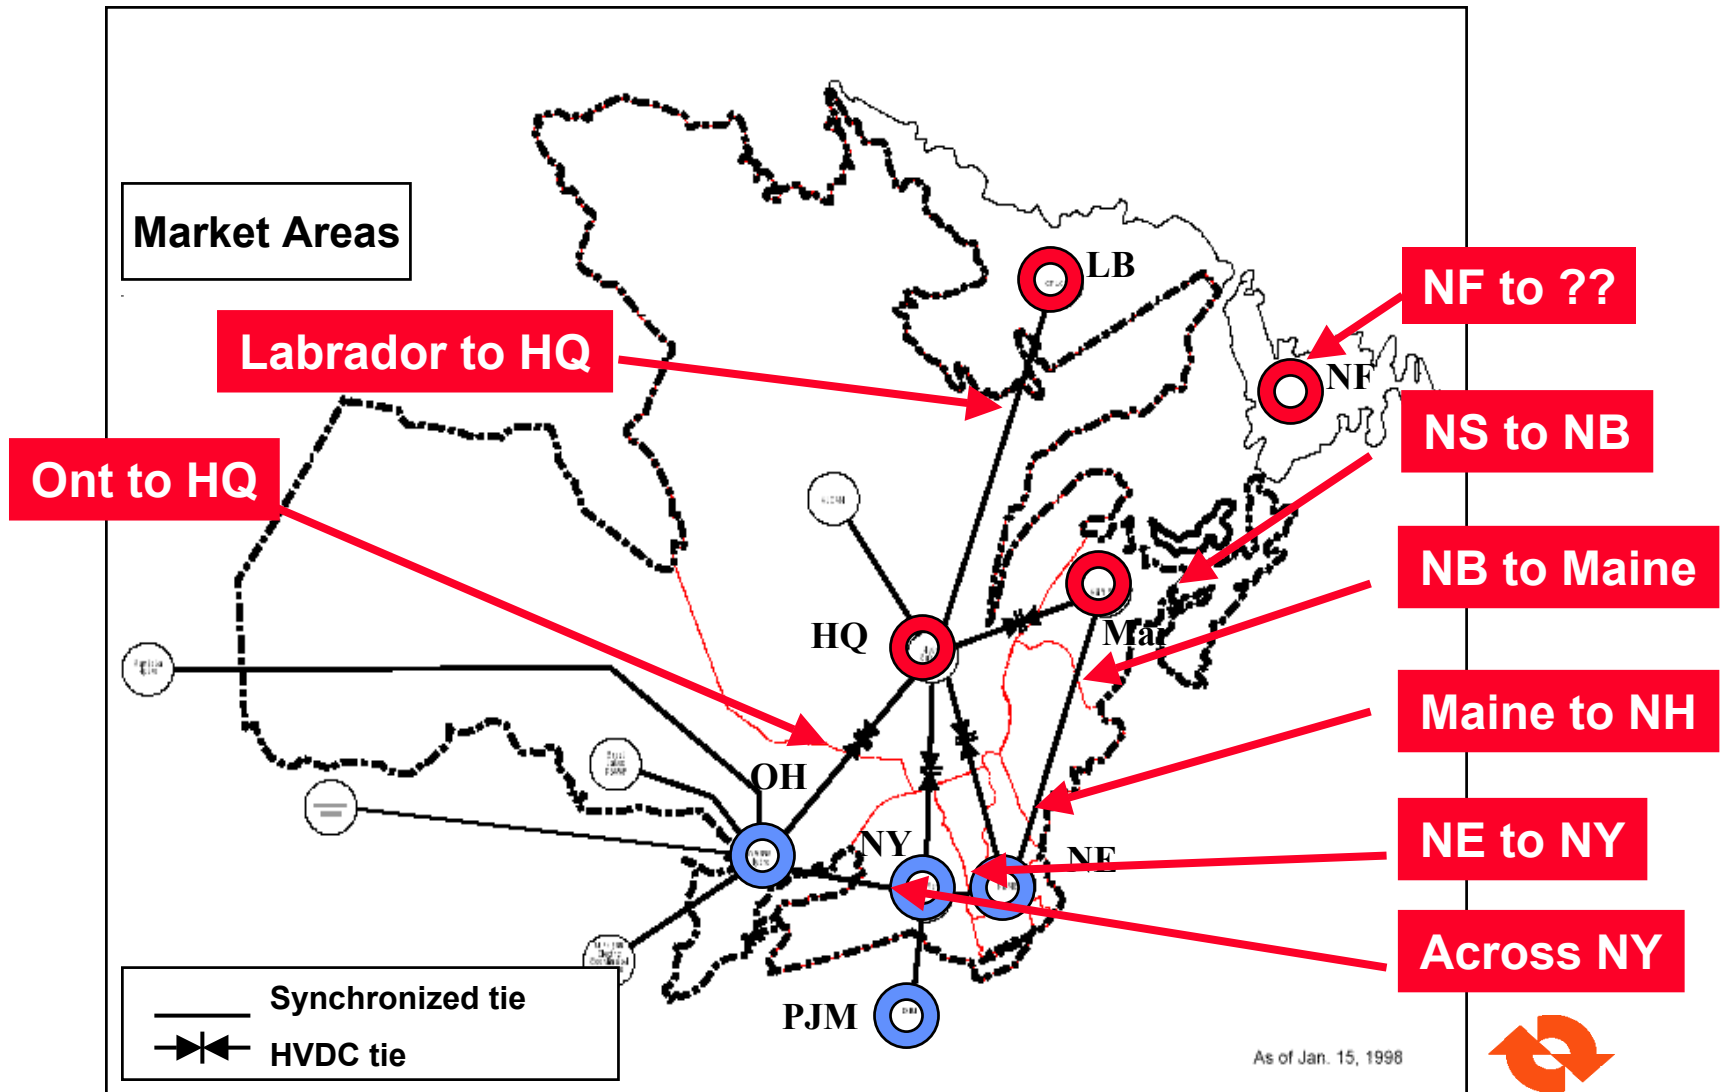 Market Areas
LB
NF to ??
Labrador to HQ
NF
NS to NB
Ont to HQ
NB to Maine
HQ
Mar
Maine to NH
OH
NY
NE
NE to NY
Across NY
Synchronized tie
PJM
HVDC tie
As of Jan. 15, 1998